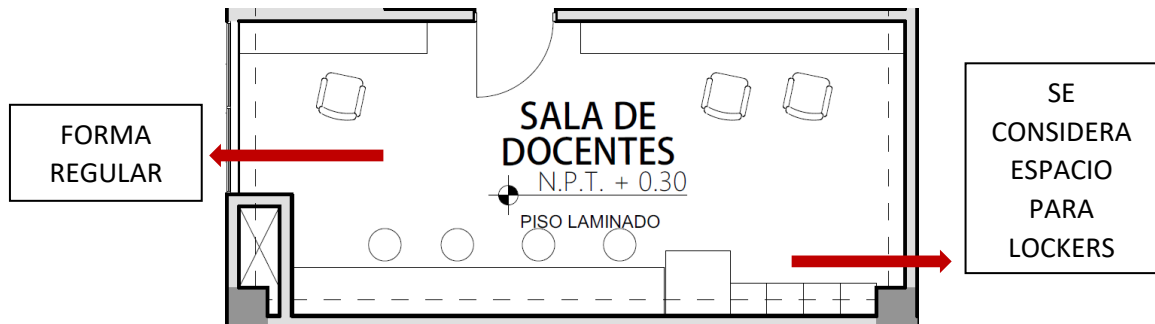 FORMA
REGULAR
SALA DE
DOCENTES
N.P.T. + 0.30
PISO LAMINADO
SE
CONSIDERA
ESPACIO
PARA
LOCKERS